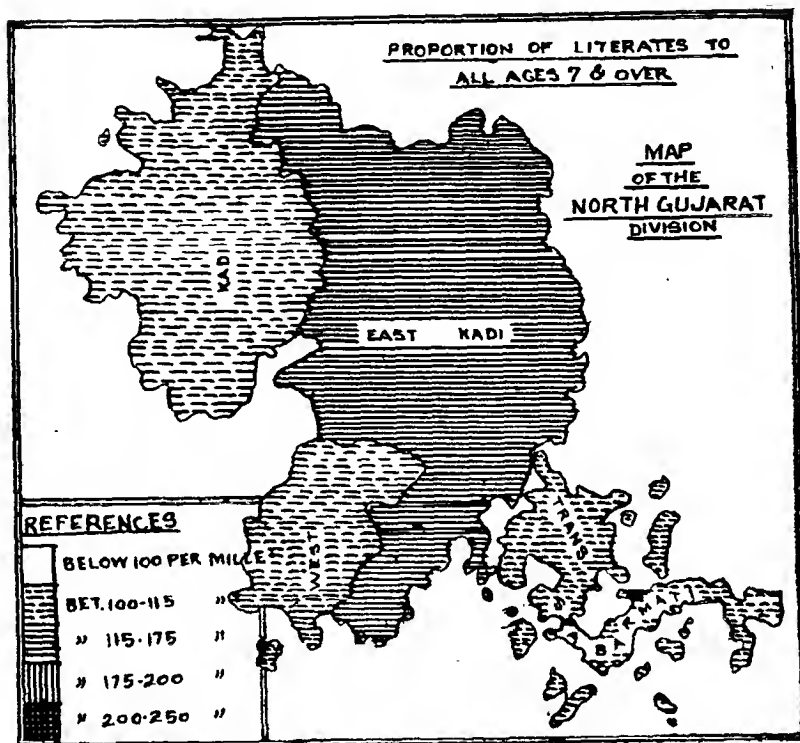 PROPORTION OF LITERATES TO
ALL AGES 7 & OVER
MAP
OF THE
NORTH GUJARAT
DIVISION
KADI
EAST KADI
WEST
TRANS
S
BARMATI
REFERENCES
BELOW 100 PER MILLE
BET. 100-115 "
" 115-175 "
" 175-200 "
" 200-250 "